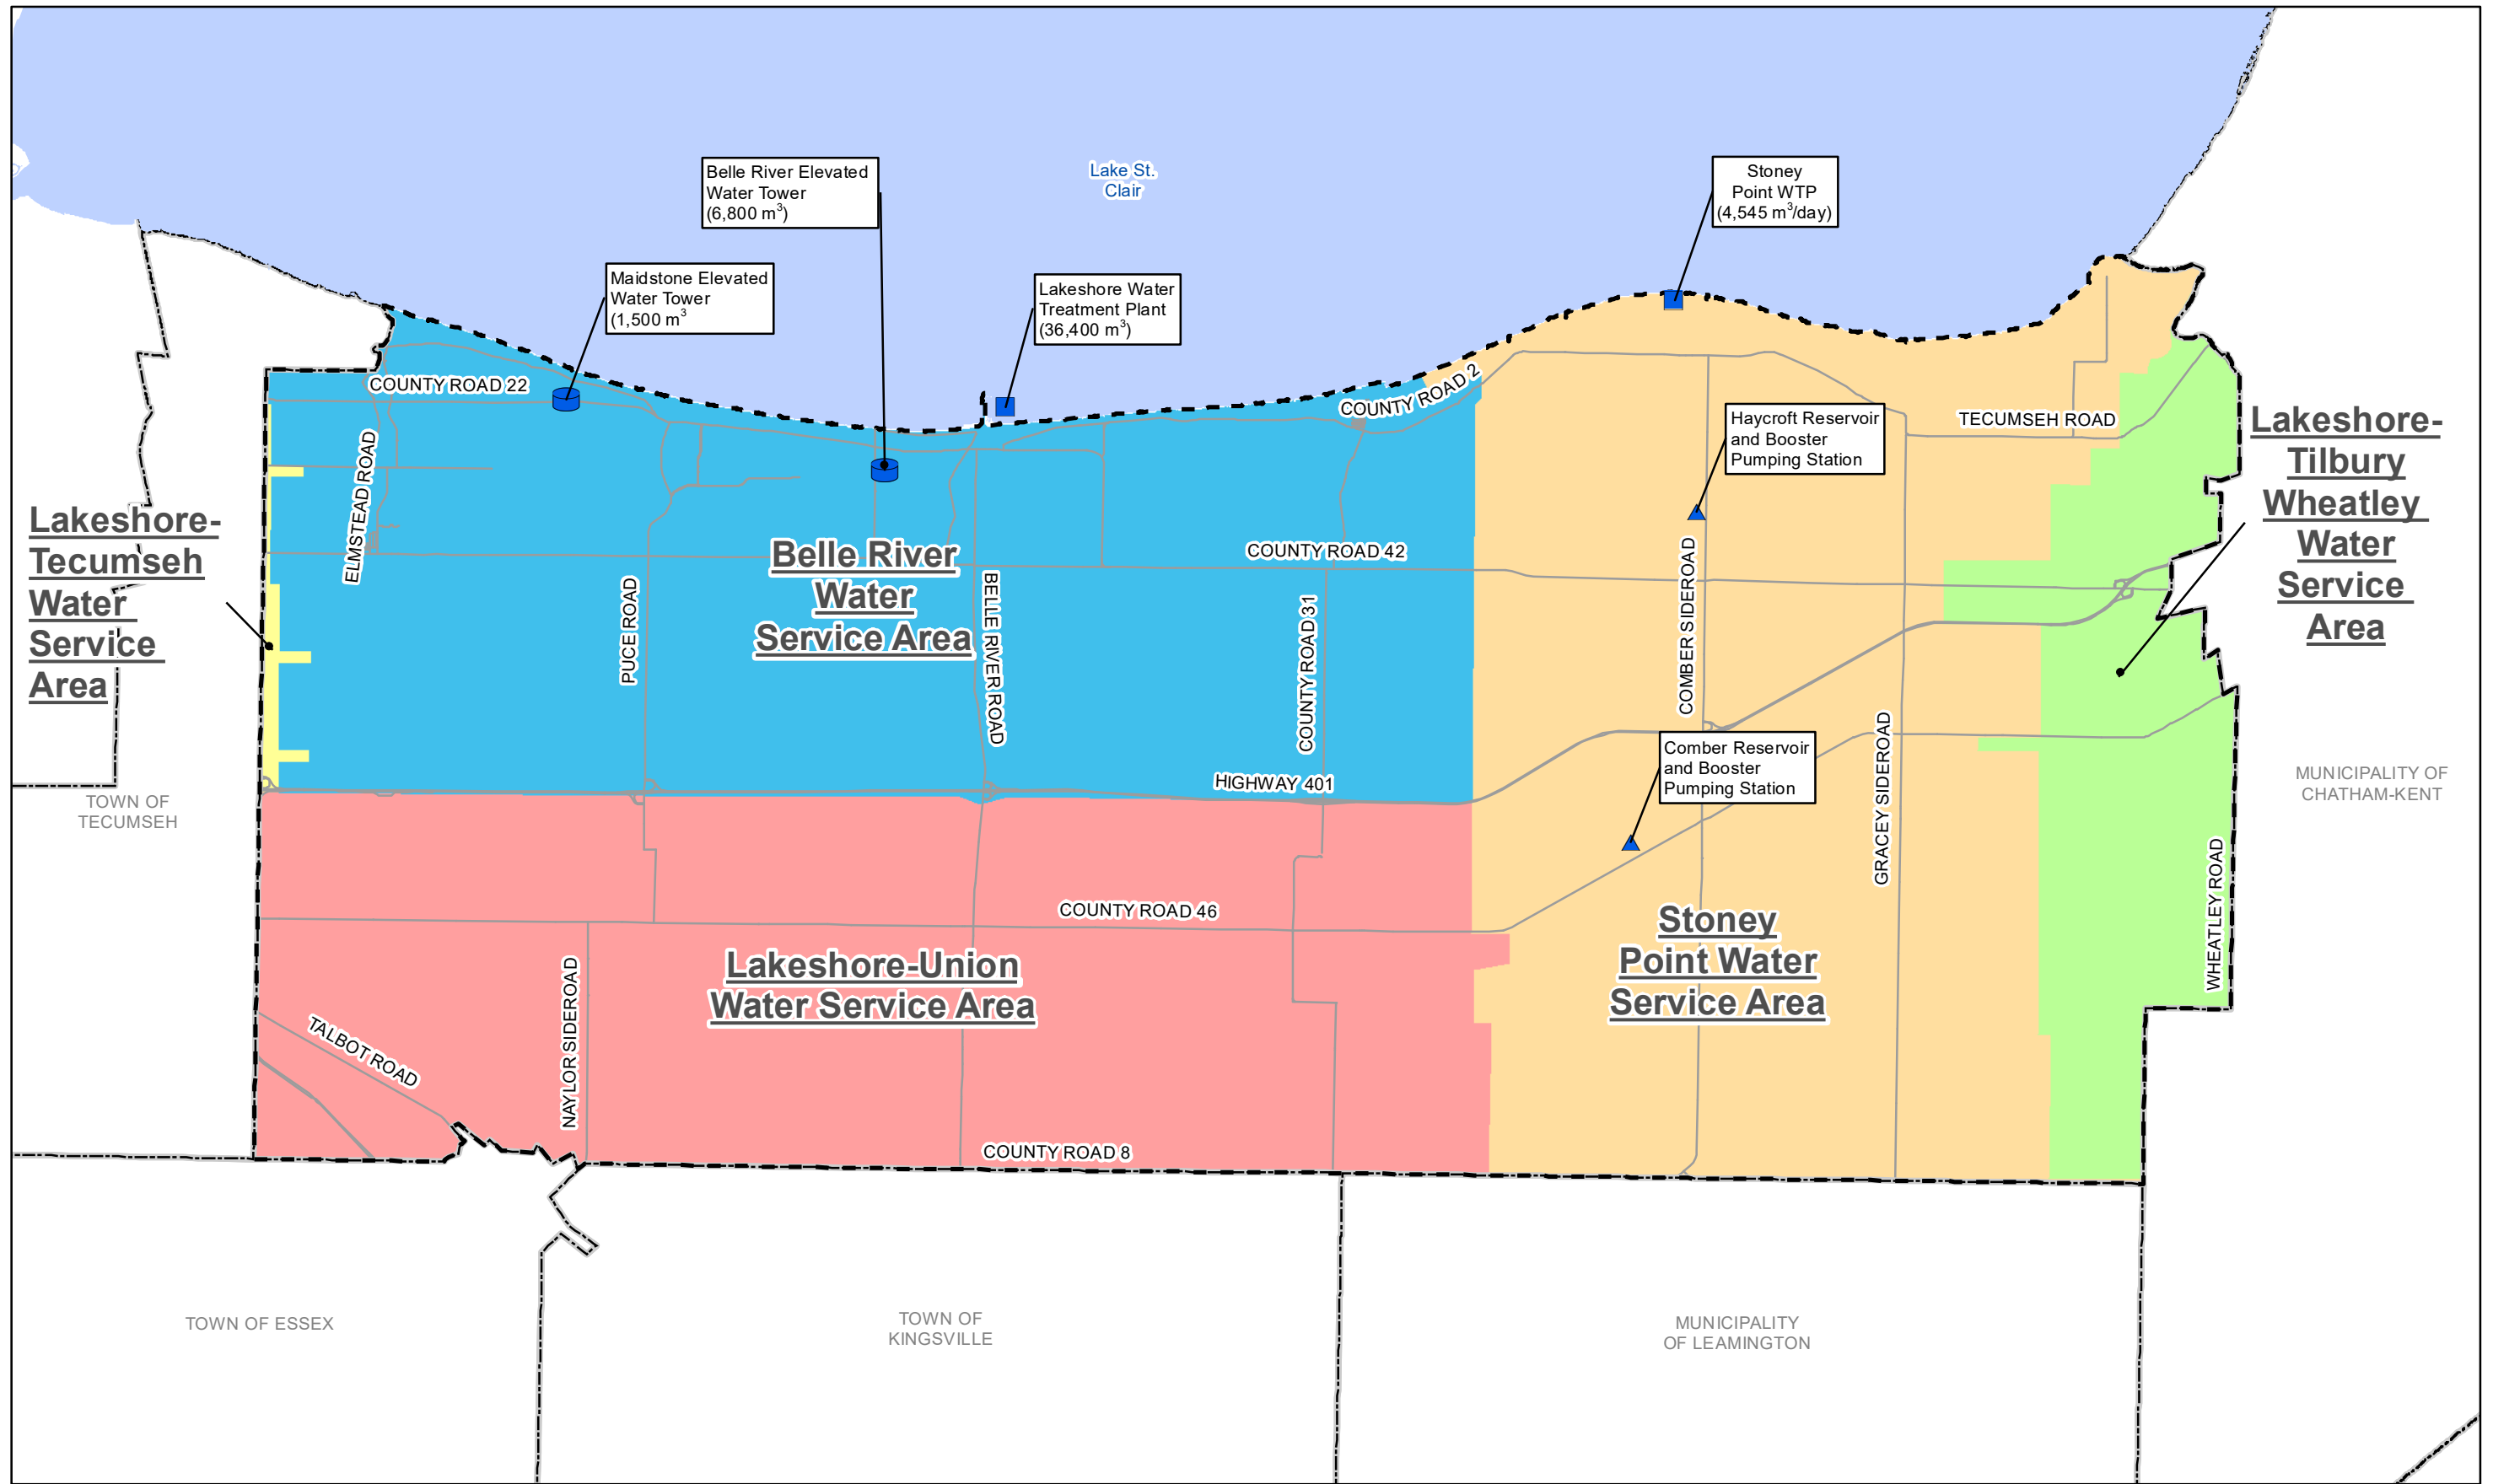 Lake St.
Clair
Belle River Elevated
Water Tower
(6,800 m³)
Stoney
Point WTP
(4,545 m³/day)
Maidstone Elevated
Water Tower
(1,500 m³
Lakeshore Water
Treatment Plant
(36,400 m³)
COUNTY ROAD 22
COUNTY ROAD 2
Haycroft Reservoir
and Booster
Pumping Station
TECUMSEH ROAD
Lakeshore-
Tilbury
Wheatley
Water
Service
Area
ELMSTEAD ROAD
Lakeshore-
Tecumseh
Water
Service
Area
Belle River
Water
Service Area
COUNTY ROAD 42
PUCE ROAD
BELLE RIVER ROAD
COUNTY ROAD 31
COMBER SIDEROAD
HIGHWAY 401
Comber Reservoir
and Booster
Pumping Station
GRACEY SIDEROAD
TOWN OF
TECUMSEH
MUNICIPALITY OF
CHATHAM-KENT
WHEATLEY ROAD
COUNTY ROAD 46
Lakeshore-Union
Water Service Area
Stoney
Point Water
Service Area
NAYLOR SIDEROAD
TALBOT ROAD
COUNTY ROAD 8
TOWN OF ESSEX
TOWN OF
KINGSVILLE
MUNICIPALITY
OF LEAMINGTON